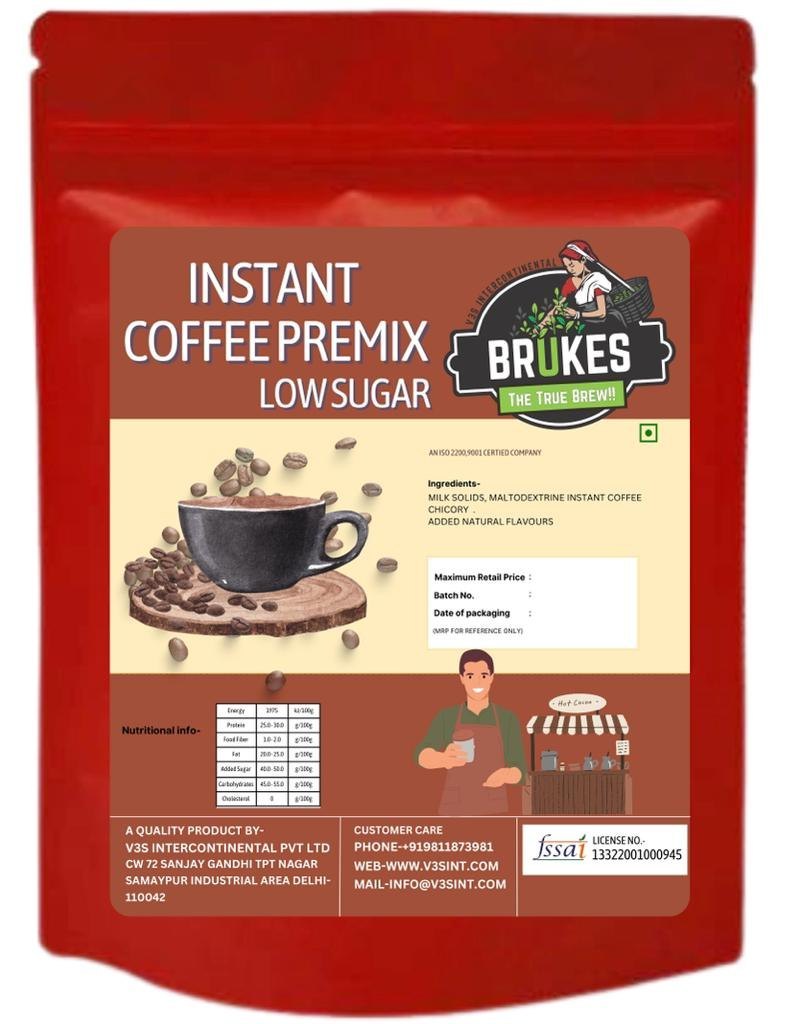 INSTANT
COFFEE PREMIX
LOW SUGAR
V3S INTERCONTINENTAL
BRUKES
THE TRUE BREW!!
AN ISO 2200,9001 CERTIED COMPANY
Ingredients-
MILK SOLIDS, MALTODEXTRINE INSTANT COFFEE
CHICORY .
ADDED NATURAL FLAVOURS
Maximum Retail Price :
Batch No. :
Date of packaging :
(MRP FOR REFERENCE ONLY)
Hot Cocoa
Nutritional info-
Energy 1975 kJ/100g
Protein 25.0-30.0 g/100g
Food Fiber 1.0-2.0 g/100g
Fat 20.0-25.0 g/100g
Added Sugar 40.0-50.0 g/100g
Carbohydrates 45.0-55.0 g/100g
Cholesterol 0 g/100g
A QUALITY PRODUCT BY-
V3S INTERCONTINENTAL PVT LTD
CW 72 SANJAY GANDHI TPT NAGAR
SAMAYPUR INDUSTRIAL AREA DELHI-
110042
CUSTOMER CARE
PHONE-+919811873981
WEB-WWW.V3SINT.COM
MAIL-INFO@V3SINT.COM
fssai
LICENSE NO.-
13322001000945